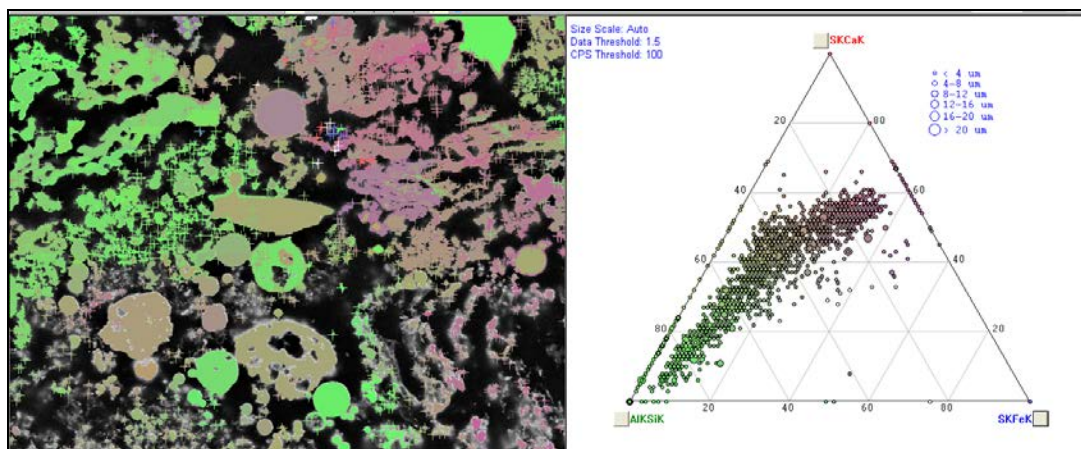 Size Scale: Auto
Data Threshold: 1.5
CPS Threshold: 100
SKCaK
< 4 um
4-8 um
8-12 um
12-16 um
16-20 um
> 20 um
20 80
40 60
60 40
80 20
20 40 60 80
AlKSiK SKFeK